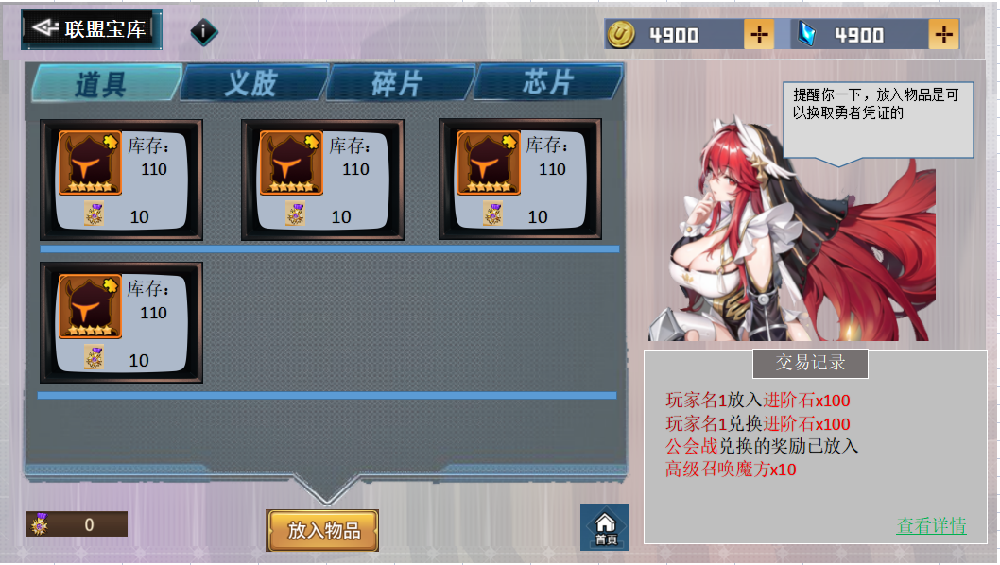 联盟宝库
i
4900
4900
道具
义肢
碎片
芯片
库存：
110
10
库存：
110
10
库存：
110
10
库存：
110
10
提醒你一下，放入物品是可
以换取勇者凭证的
交易记录
玩家名1放入进阶石x100
玩家名1兑换进阶石x100
公会战兑换的奖励已放入
高级召唤魔方x10
查看详情
0
放入物品
首頁